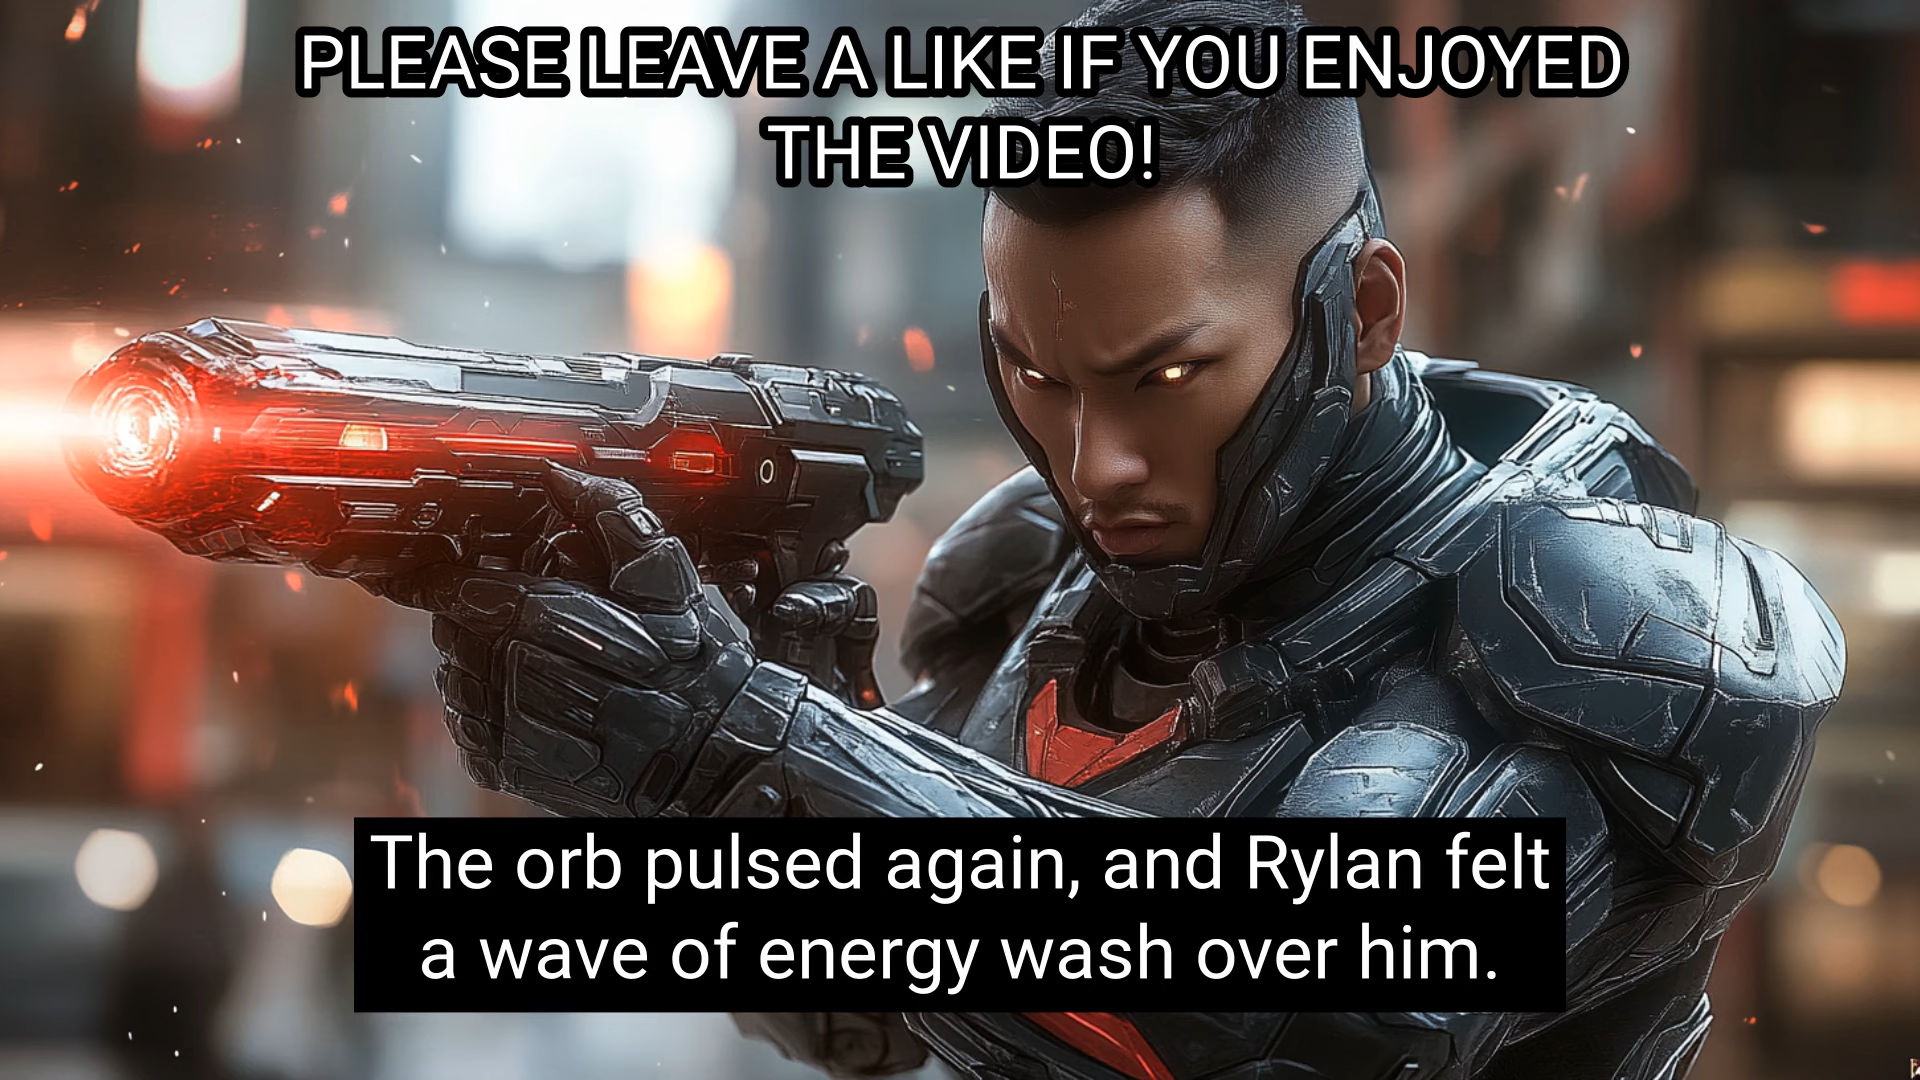 PLEASE LEAVE A LIKE IF YOU ENJOYED
THE VIDEO!
The orb pulsed again, and Rylan felt
a wave of energy wash over him.